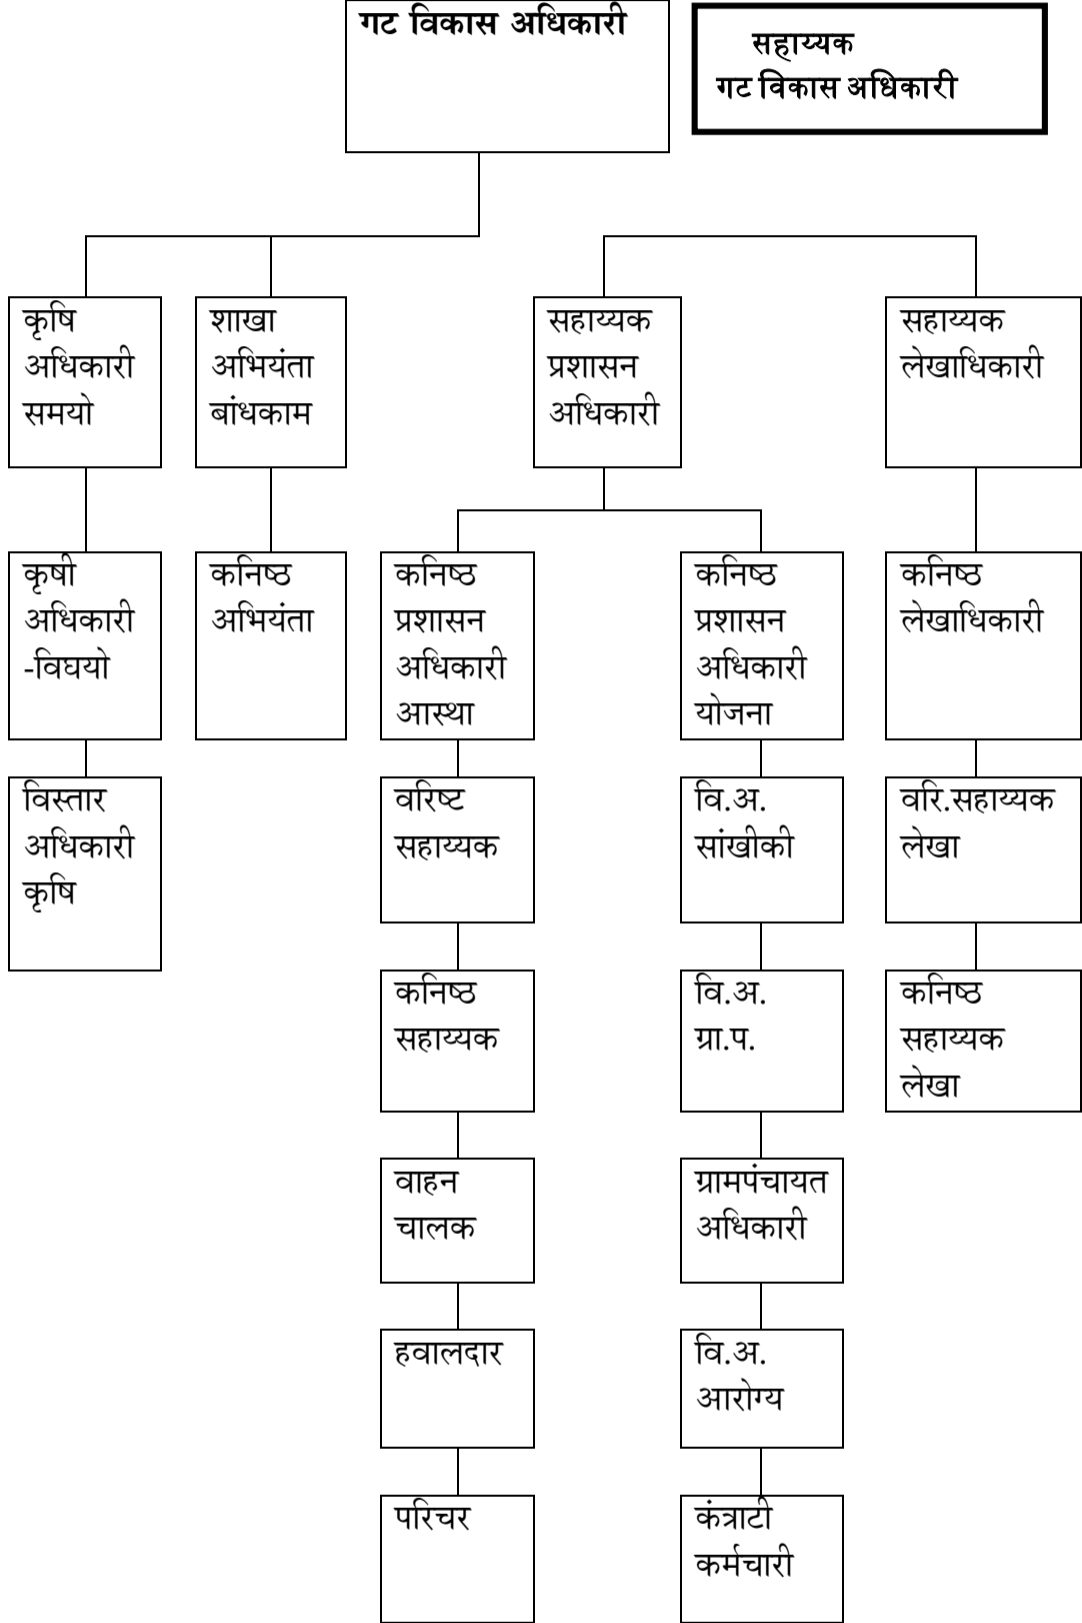 गट विकास अधिकारी
सहाय्यक
गट विकास अधिकारी
कृषि
अधिकारी
समयो
शाखा
अभियंता
बांधकाम
सहाय्यक
प्रशासन
अधिकारी
सहाय्यक
लेखाधिकारी
कृषी
अधिकारी
-विघयो
कनिष्ठ
अभियंता
कनिष्ठ
प्रशासन
अधिकारी
आस्था
कनिष्ठ
प्रशासन
अधिकारी
योजना
कनिष्ठ
लेखाधिकारी
विस्तार
अधिकारी
कृषि
वरिष्ट
सहाय्यक
वि.अ.
सांखीकी
वरि.सहाय्यक
लेखा
कनिष्ठ
सहाय्यक
वि.अ.
ग्रा.प.
कनिष्ठ
सहाय्यक
लेखा
वाहन
चालक
ग्रामपंचायत
अधिकारी
हवालदार
वि.अ.
आरोग्य
परिचर
कंत्राटी
कर्मचारी